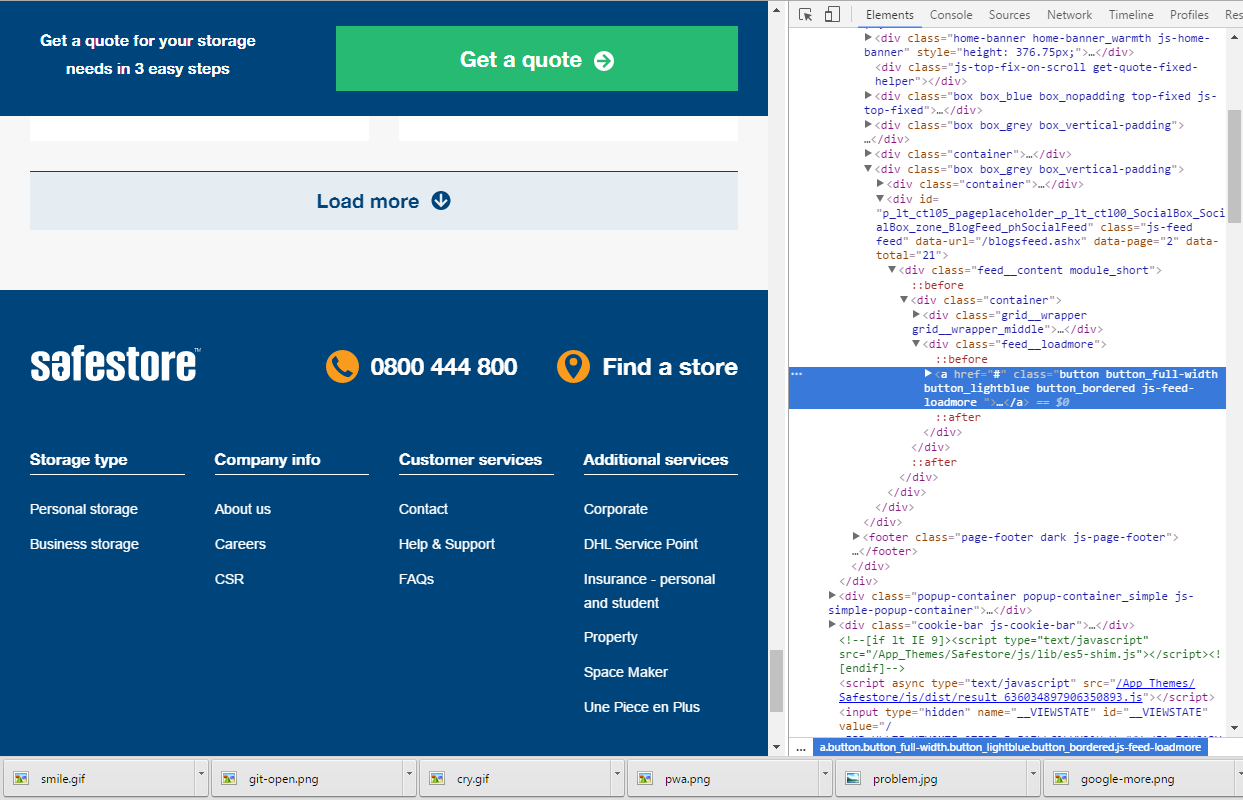 Get a quote for your storage
needs in 3 easy steps
Get a quote
Load more
safestore™
0800 444 800
Find a store
Storage type
Personal storage
Business storage
Company info
About us
Careers
CSR
Customer services
Contact
Help & Support
FAQs
Additional services
Corporate
DHL Service Point
Insurance - personal
and student
Property
Space Maker
Une Piece en Plus
Elements Console Sources Network Timeline Profiles Res
<div class="home-banner home-banner_warmth js-home-
banner" style="height: 376.75px;">…</div>
<div class="js-top-fix-on-scroll get-quote-fixed-
helper"></div>
<div class="box box_blue box_nopadding top-fixed js-
top-fixed">…</div>
<div class="box box_grey box_vertical-padding">
…</div>
<div class="container">…</div>
<div class="box box_grey box_vertical-padding">
<div class="container">…</div>
<div id=
"p_lt_ctl05_pageplaceholder_p_lt_ctl00_SocialBox_Soci
alBox_zone_BlogFeed_phSocialFeed" class="js-feed
feed" data-url="/blogsfeed.ashx" data-page="2" data-
total="21">
<div class="feed__content module_short">
::before
<div class="container">
<div class="grid__wrapper
grid__wrapper_middle">…</div>
<div class="feed__loadmore">
::before
<a href="#" class="button button_full-width
button_lightblue button_bordered js-feed-
loadmore ">…</a> == $0
::after
</div>
</div>
::after
</div>
</div>
</div>
</div>
<footer class="page-footer dark js-page-footer">
…</footer>
</div>
</div>
<div class="popup-container popup-container_simple js-
simple-popup-container">…</div>
<div class="cookie-bar js-cookie-bar">…</div>
<!--[if lt IE 9]><script type="text/javascript"
src="/App_Themes/Safestore/js/lib/es5-shim.js"></script><!
[endif]-->
<script async type="text/javascript" src="/App_Themes/
Safestore/js/dist/result_636034897906350893.js"></script>
<input type="hidden" name="__VIEWSTATE" id="__VIEWSTATE"
value="/
... a.button.button_full-width.button_lightblue.button_bordered.js-feed-loadmore
smile.gif
git-open.png
cry.gif
pwa.png
problem.jpg
google-more.png